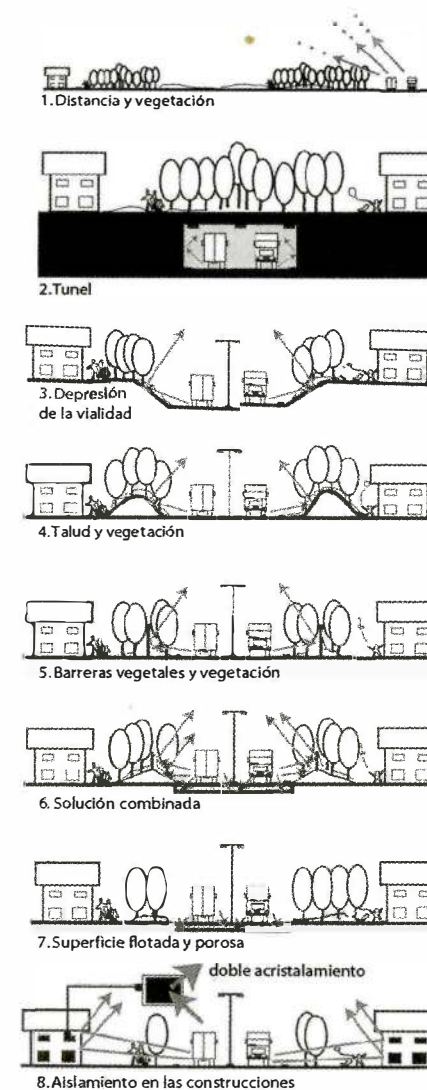 1.Distancia y vegetación
2.Tunel
3.Depresión
de la vialidad
4.Talud y vegetación
5.Barreras vegetales y vegetación
6. Solución combinada
7.Superficie flotada y porosa
doble acristalamiento
8.Aislamiento en las construcciones